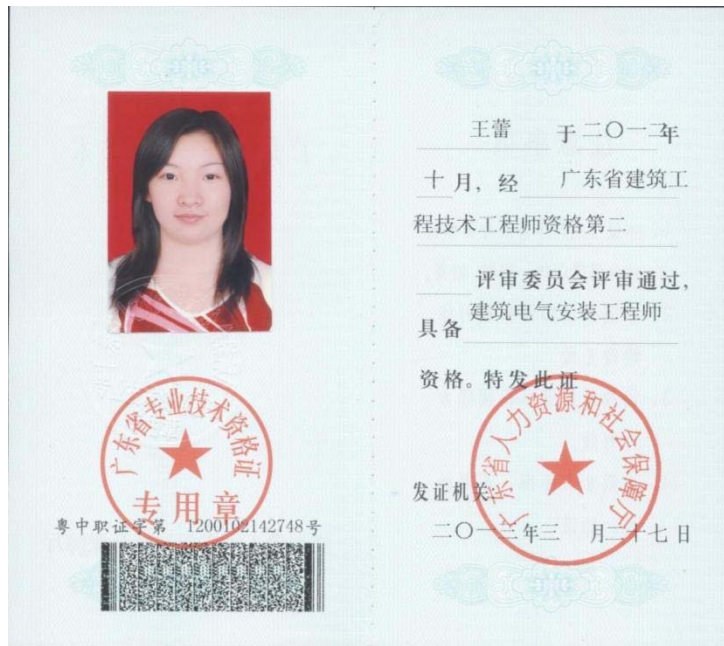 广东省专业技术资格证
专用章
粤中职证字第 1200102142748号
王蕾 于二〇一二年
十月，经 广东省建筑工
程技术工程师资格第二
评审委员会评审通过，
具备 建筑电气安装工程师
资格。特发此证
广东省人力资源和社会保障厅
发证机关
二〇一三年三 月二十七日